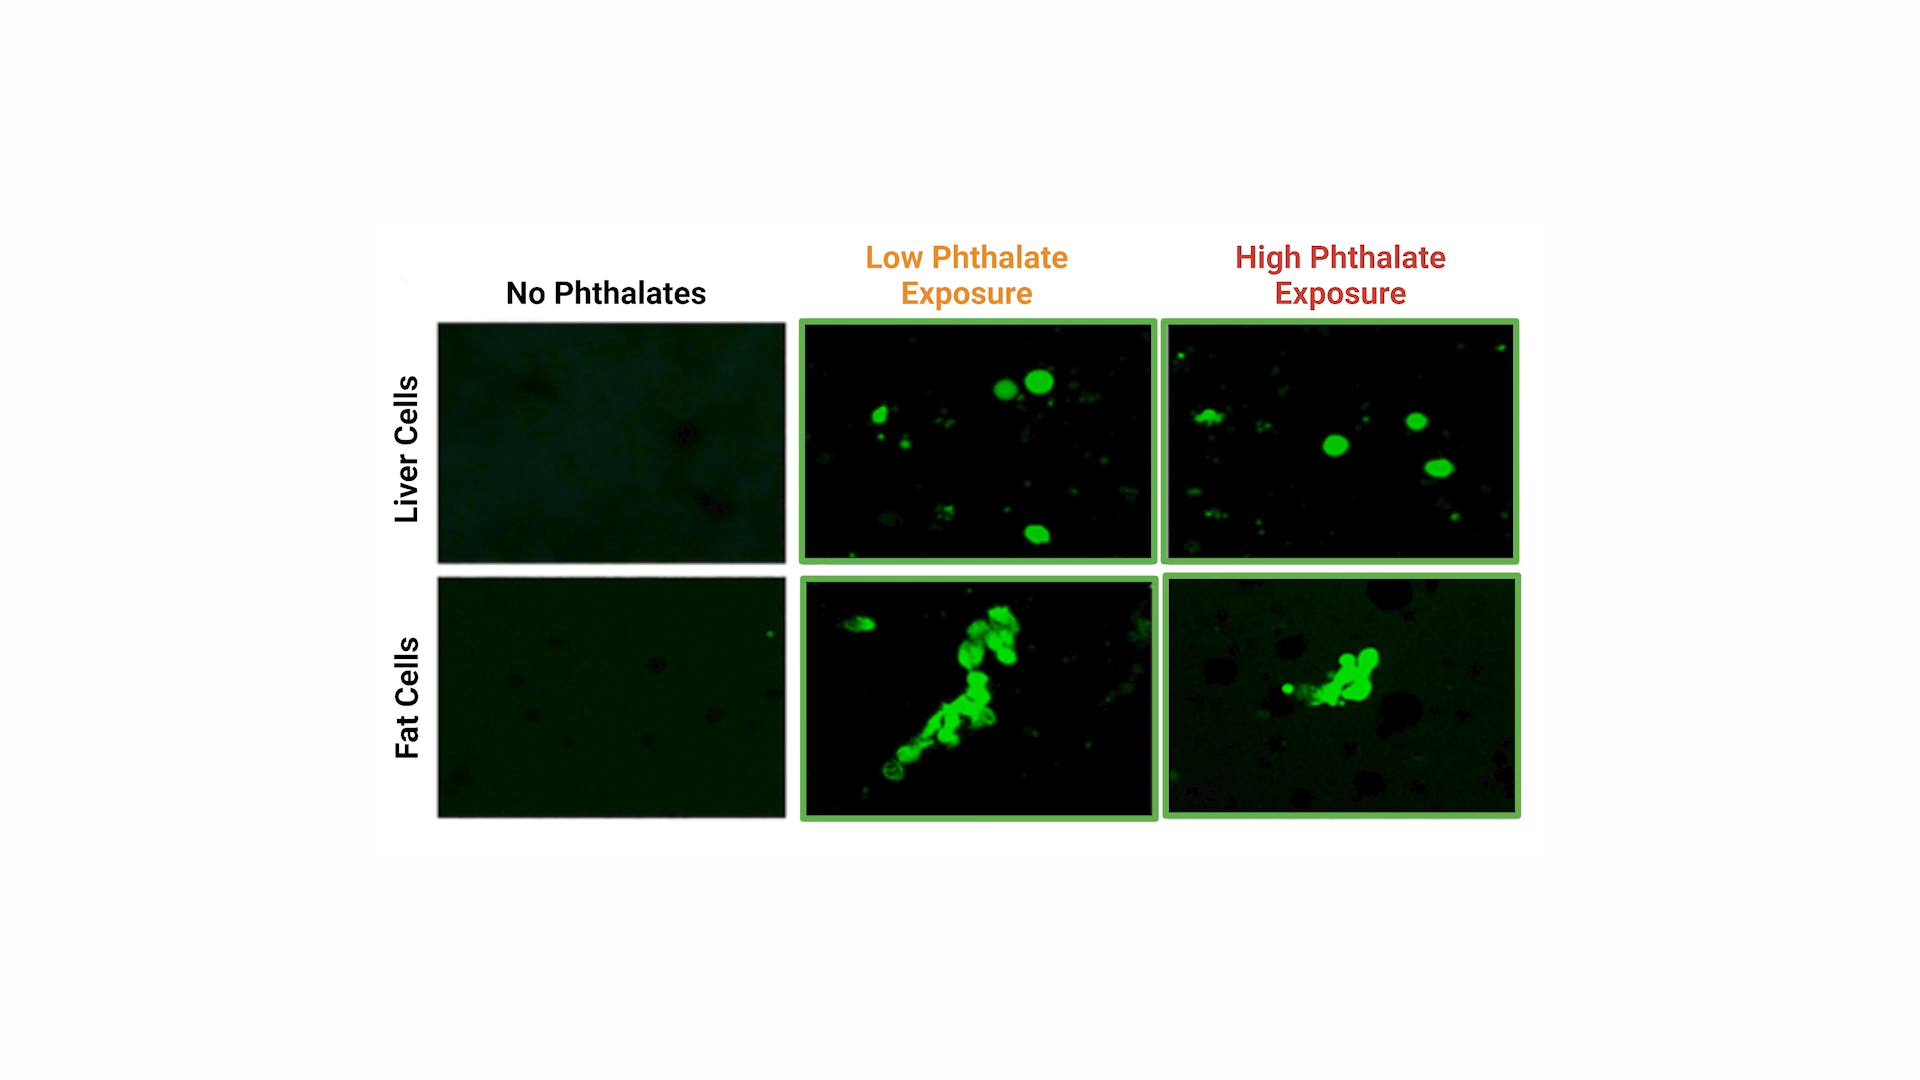 No Phthalates
Low Phthalate
Exposure
High Phthalate
Exposure
Liver Cells
Fat Cells